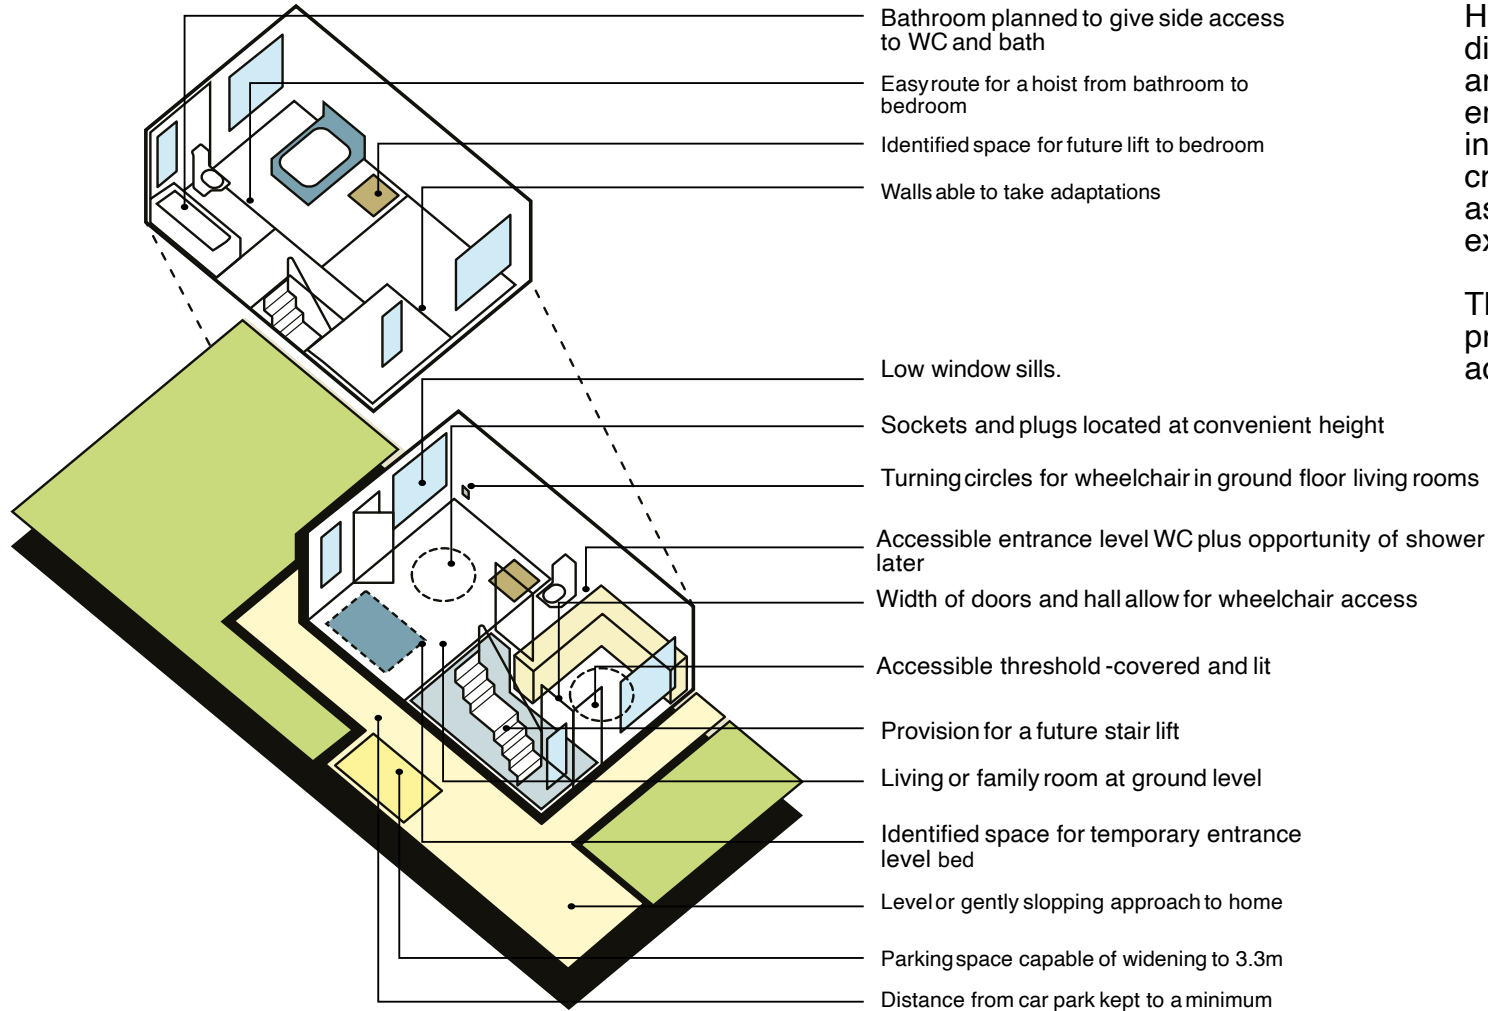 Bathroom planned to give side access
to WC and bath
Easy route for a hoist from bathroom to
bedroom
Identified space for future lift to bedroom
Walls able to take adaptations
Low window sills.
Sockets and plugs located at convenient height
Turning circles for wheelchair in ground floor living rooms
Accessible entrance level WC plus opportunity of shower
later
Width of doors and hall allow for wheelchair access
Accessible threshold -covered and lit
Provision for a future stair lift
Living or family room at ground level
Identified space for temporary entrance
level bed
Level or gently slopping approach to home
Parking space capable of widening to 3.3m
Distance from car park kept to a minimum